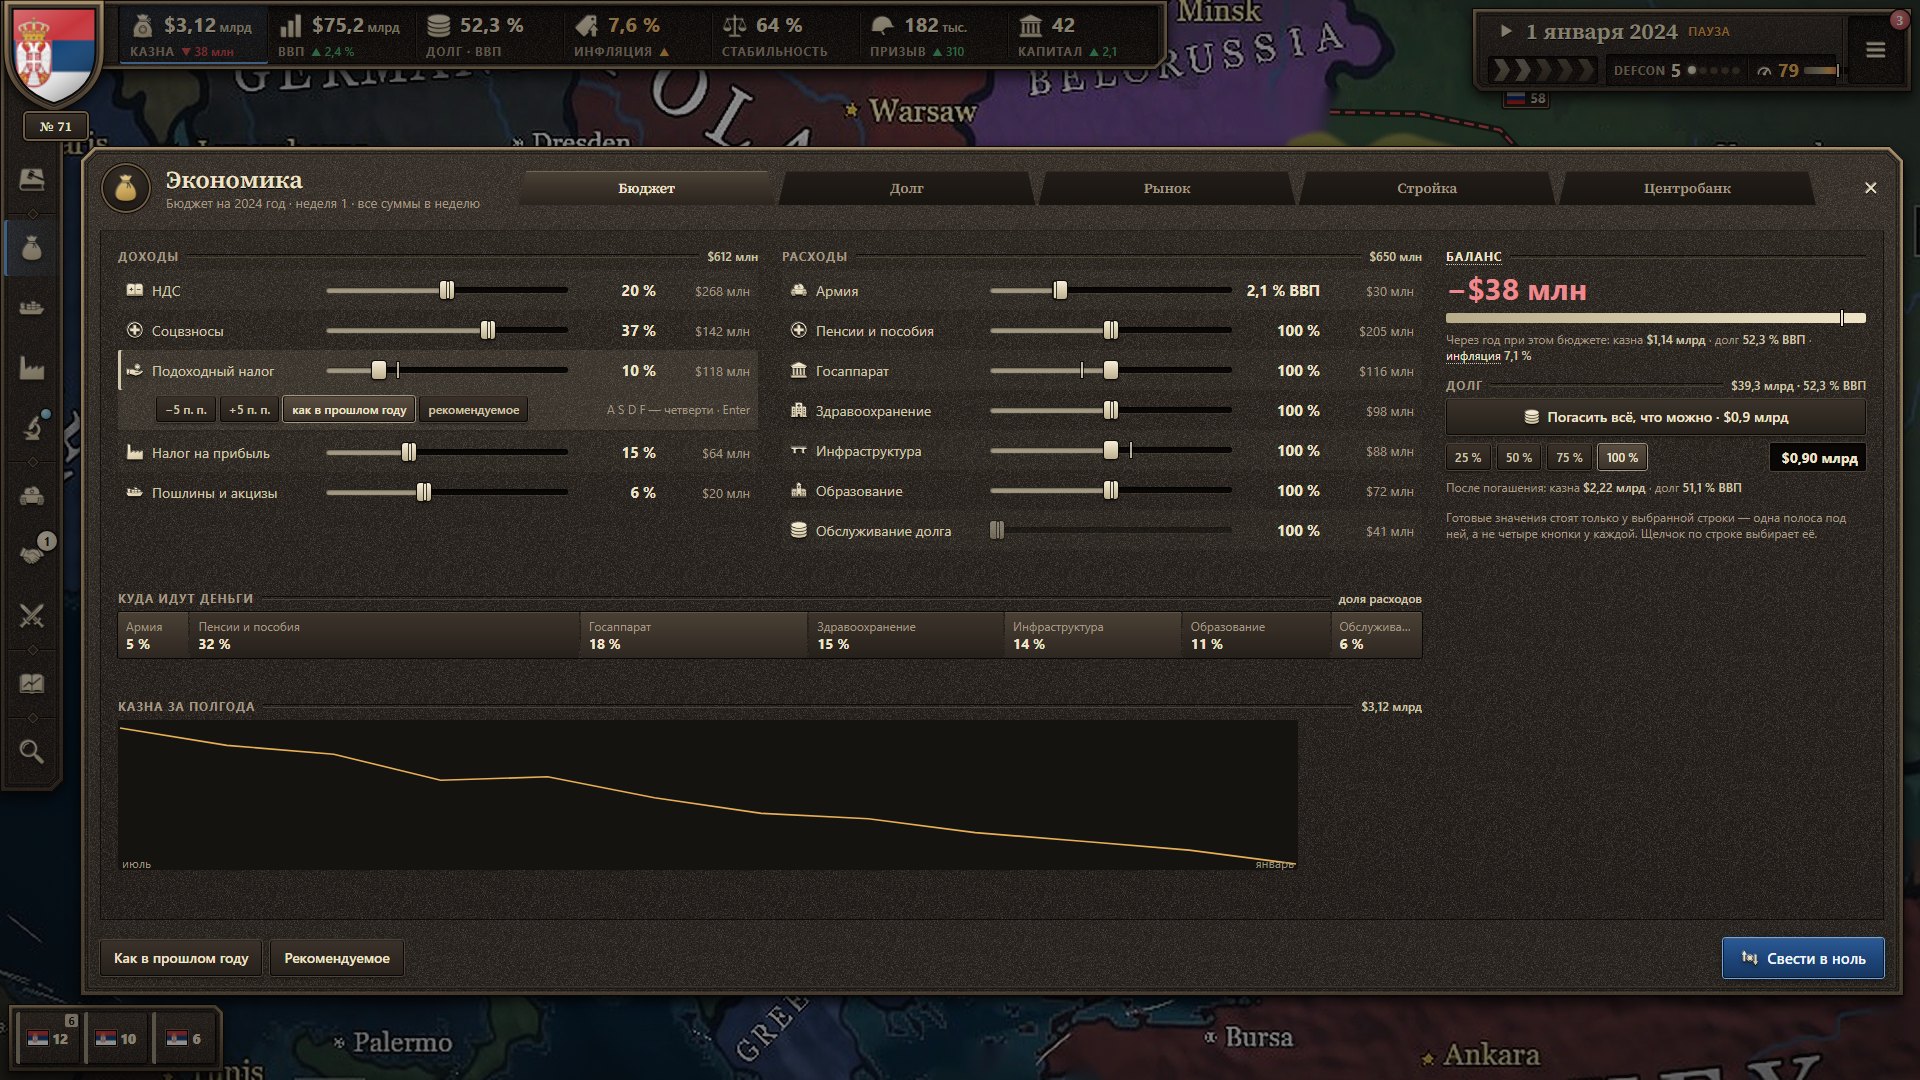 $3,12 млрд
КАЗНА ▼ 38 млн
$75,2 млрд
ВВП ▲ 2,4 %
52,3 %
ДОЛГ · ВВП
7,6 %
ИНФЛЯЦИЯ ▲
64 %
СТАБИЛЬНОСТЬ
182 тыс.
ПРИЗЫВ ▲ 310
42
КАПИТАЛ ▲ 2,1
1 января 2024 ПАУЗА
3
DEFCON 5
79
58
№ 71
Minsk
BELORUSSIA
Warsaw
Dresden
Экономика
Бюджет на 2024 год · неделя 1 · все суммы в неделю
Бюджет
Долг
Рынок
Стройка
Центробанк
ДОХОДЫ $612 млн
НДС 20 % $268 млн
Соцвзносы 37 % $142 млн
Подоходный налог 10 % $118 млн
−5 п. п. +5 п. п. как в прошлом году рекомендуемое A S D F — четверти · Enter
Налог на прибыль 15 % $64 млн
Пошлины и акцизы 6 % $20 млн
РАСХОДЫ $650 млн
Армия 2,1 % ВВП $30 млн
Пенсии и пособия 100 % $205 млн
Госаппарат 100 % $116 млн
Здравоохранение 100 % $98 млн
Инфраструктура 100 % $88 млн
Образование 100 % $72 млн
Обслуживание долга 100 % $41 млн
БАЛАНС
−$38 млн
Через год при этом бюджете: казна $1,14 млрд · долг 52,3 % ВВП ·
инфляция 7,1 %
ДОЛГ $39,3 млрд · 52,3 % ВВП
Погасить всё, что можно · $0,9 млрд
25 % 50 % 75 % 100 % $0,90 млрд
После погашения: казна $2,22 млрд · долг 51,1 % ВВП
Готовые значения стоят только у выбранной строки — одна полоса под
ней, а не четыре кнопки у каждой. Щелчок по строке выбирает её.
1
КУДА ИДУТ ДЕНЬГИ доля расходов
Армия
5 %
Пенсии и пособия
32 %
Госаппарат
18 %
Здравоохранение
15 %
Инфраструктура
14 %
Образование
11 %
Обслужива...
6 %
КАЗНА ЗА ПОЛГОДА $3,12 млрд
июль
январь
Как в прошлом году
Рекомендуемое
Свести в ноль
6
12
10
6
Palermo
Bursa
Ankara